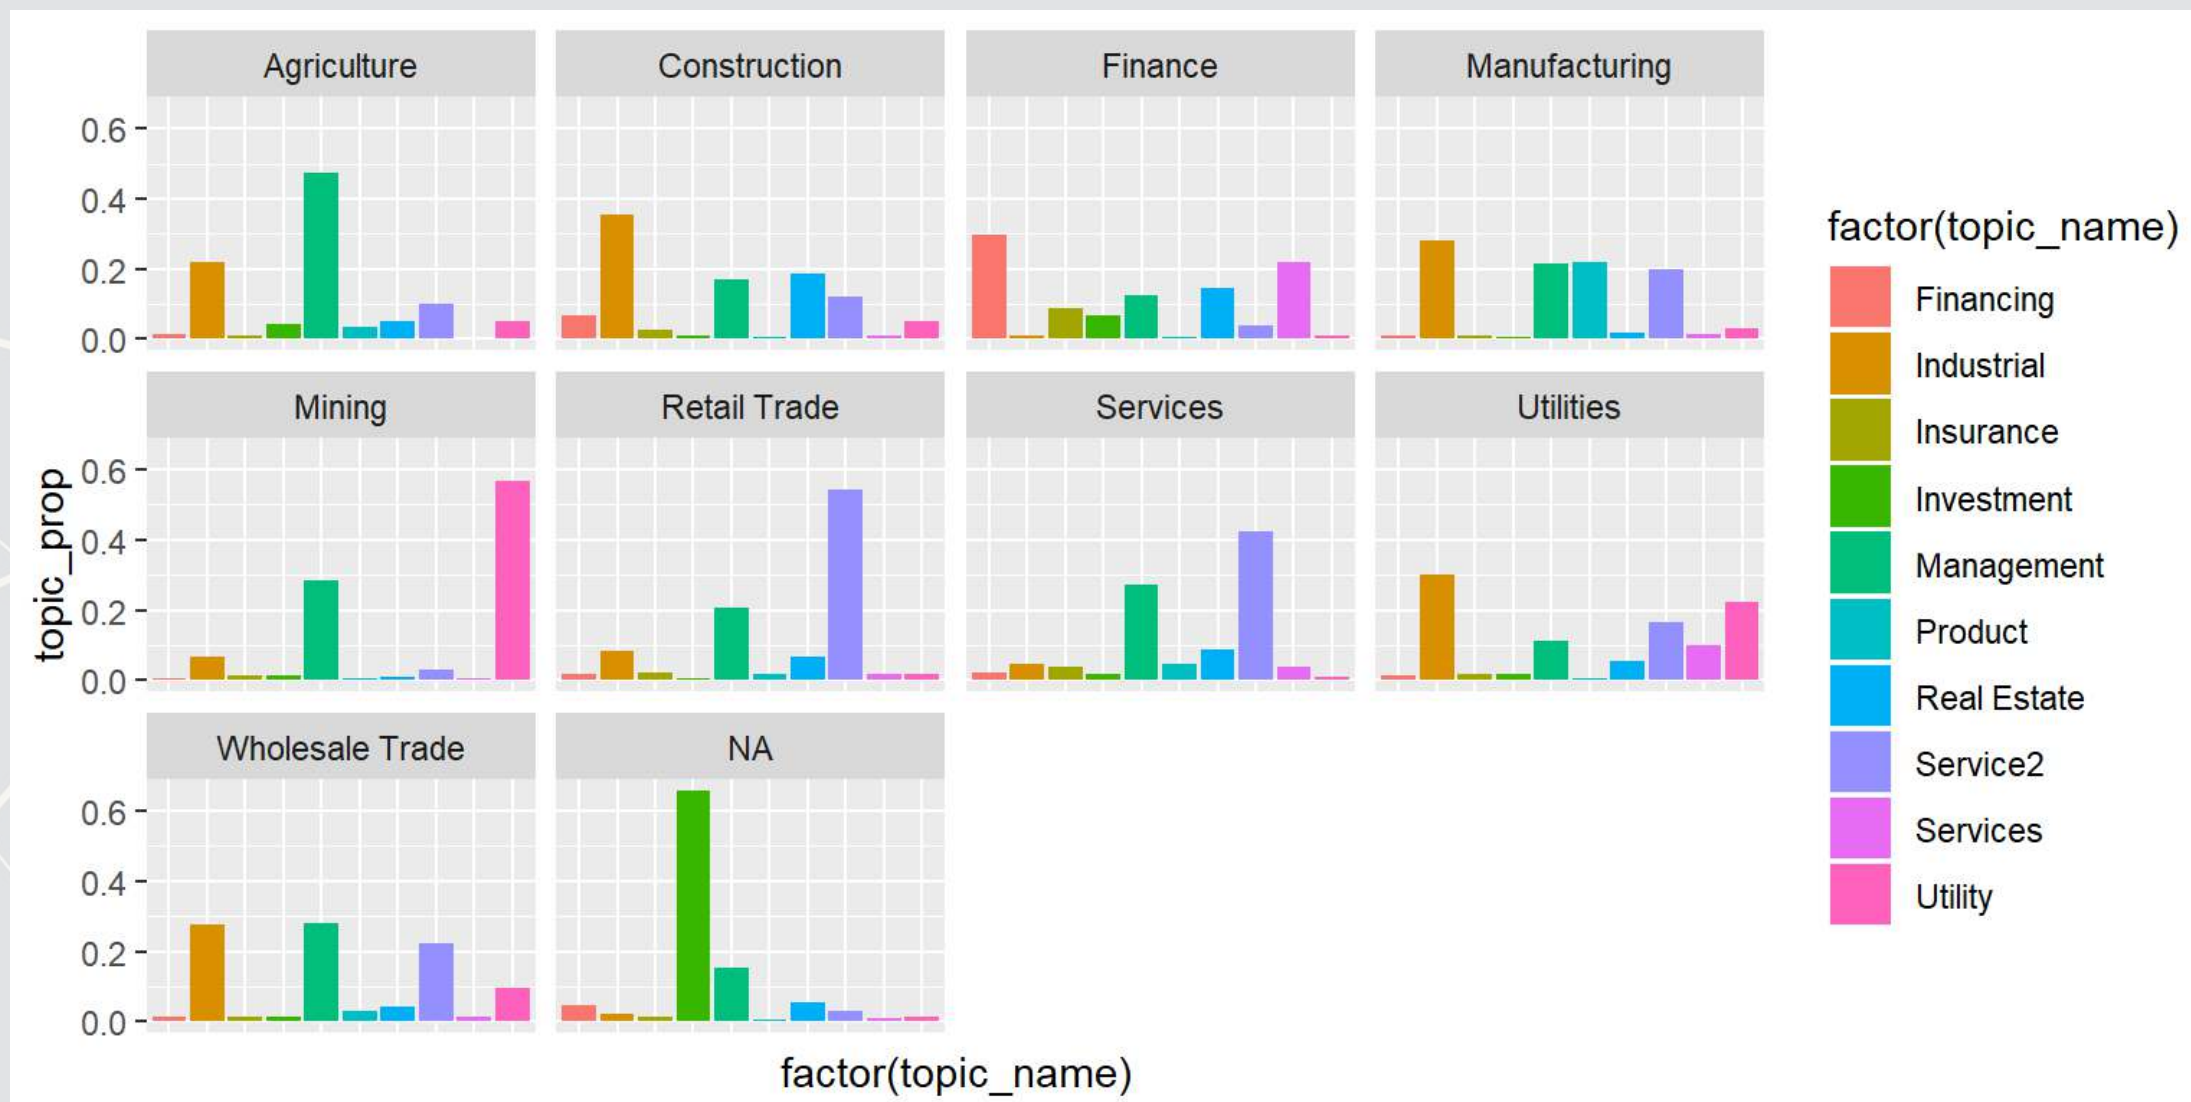 Agriculture Construction Finance Manufacturing
0.6
0.4
0.2
0.0
Mining Retail Trade Services Utilities
0.6
0.4
0.2
0.0
Wholesale Trade NA
0.6
0.4
0.2
0.0
topic_prop
factor(topic_name)
factor(topic_name)
Financing
Industrial
Insurance
Investment
Management
Product
Real Estate
Service2
Services
Utility